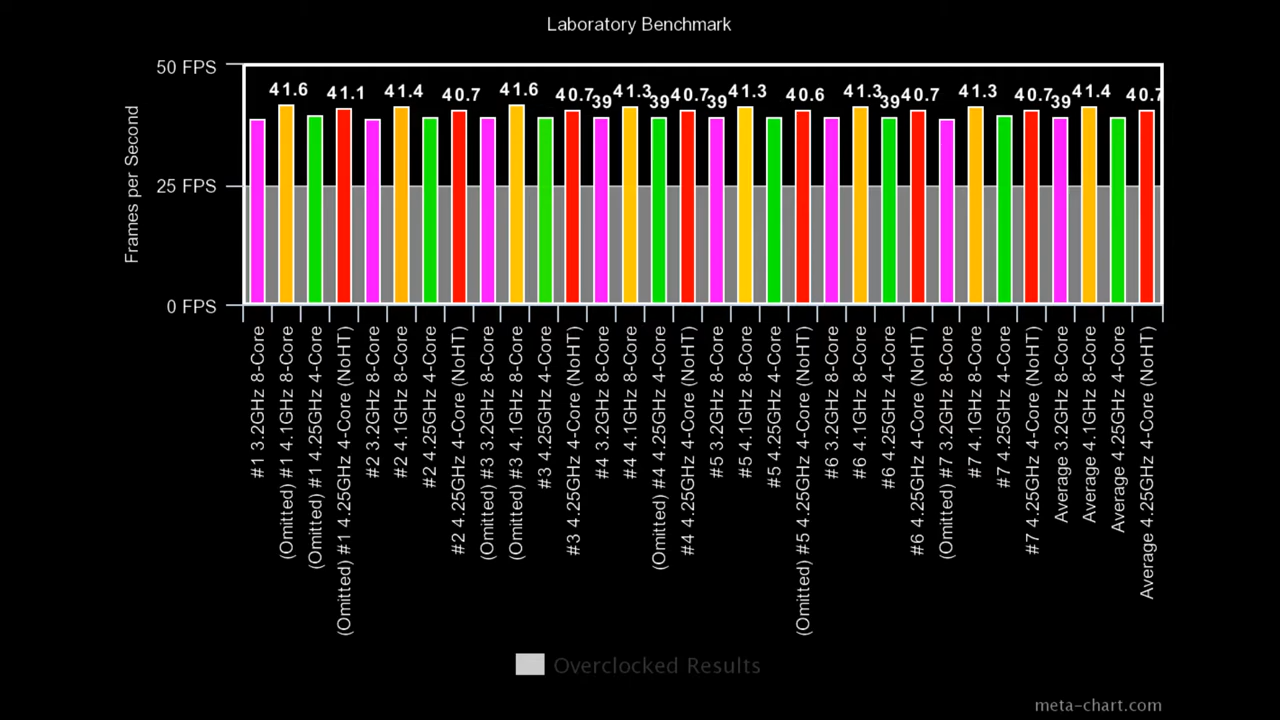 Laboratory Benchmark
50 FPS
25 FPS
0 FPS
Frames per Second
41.6
41.1
41.4
40.7
41.6
40.7
39
41.3
39
40.7
39
41.3
40.6
41.3
39
40.7
41.3
40.7
39
41.4
40.7
#1 3.2GHz 8-Core
(Omitted) #1 4.1GHz 8-Core
(Omitted) #1 4.25GHz 4-Core
(Omitted) #1 4.25GHz 4-Core (NoHT)
#2 3.2GHz 8-Core
#2 4.1GHz 8-Core
#2 4.25GHz 4-Core
#2 4.25GHz 4-Core (NoHT)
(Omitted) #3 3.2GHz 8-Core
(Omitted) #3 4.1GHz 8-Core
#3 4.25GHz 4-Core
#3 4.25GHz 4-Core (NoHT)
#4 3.2GHz 8-Core
#4 4.1GHz 8-Core
(Omitted) #4 4.25GHz 4-Core
#4 4.25GHz 4-Core (NoHT)
#5 3.2GHz 8-Core
#5 4.1GHz 8-Core
#5 4.25GHz 4-Core
(Omitted) #5 4.25GHz 4-Core (NoHT)
#6 3.2GHz 8-Core
#6 4.1GHz 8-Core
#6 4.25GHz 4-Core
#6 4.25GHz 4-Core (NoHT)
(Omitted) #7 3.2GHz 8-Core
#7 4.1GHz 8-Core
#7 4.25GHz 4-Core
#7 4.25GHz 4-Core (NoHT)
Average 3.2GHz 8-Core
Average 4.1GHz 8-Core
Average 4.25GHz 4-Core
Average 4.25GHz 4-Core (NoHT)
Overclocked Results
meta-chart.com